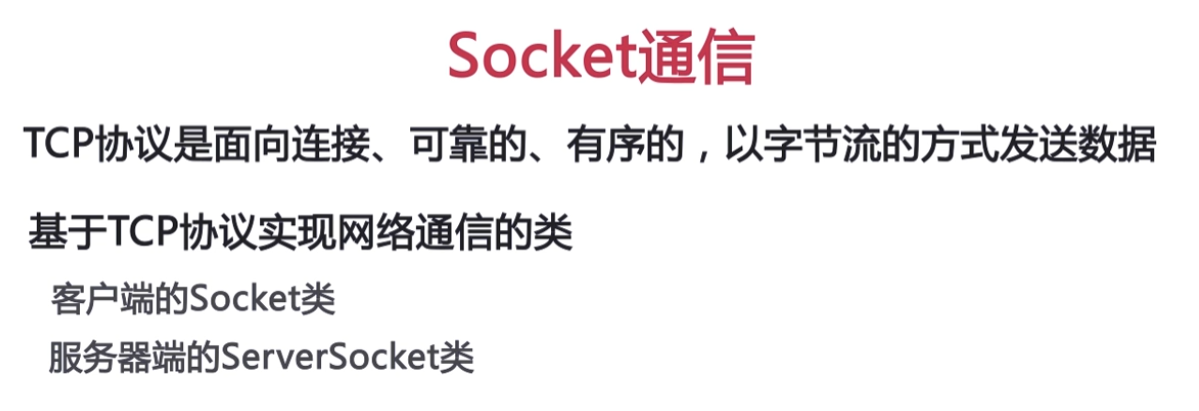 Socket通信
TCP协议是面向连接、可靠的、有序的，以字节流的方式发送数据
基于TCP协议实现网络通信的类
客户端的Socket类
服务器端的ServerSocket类